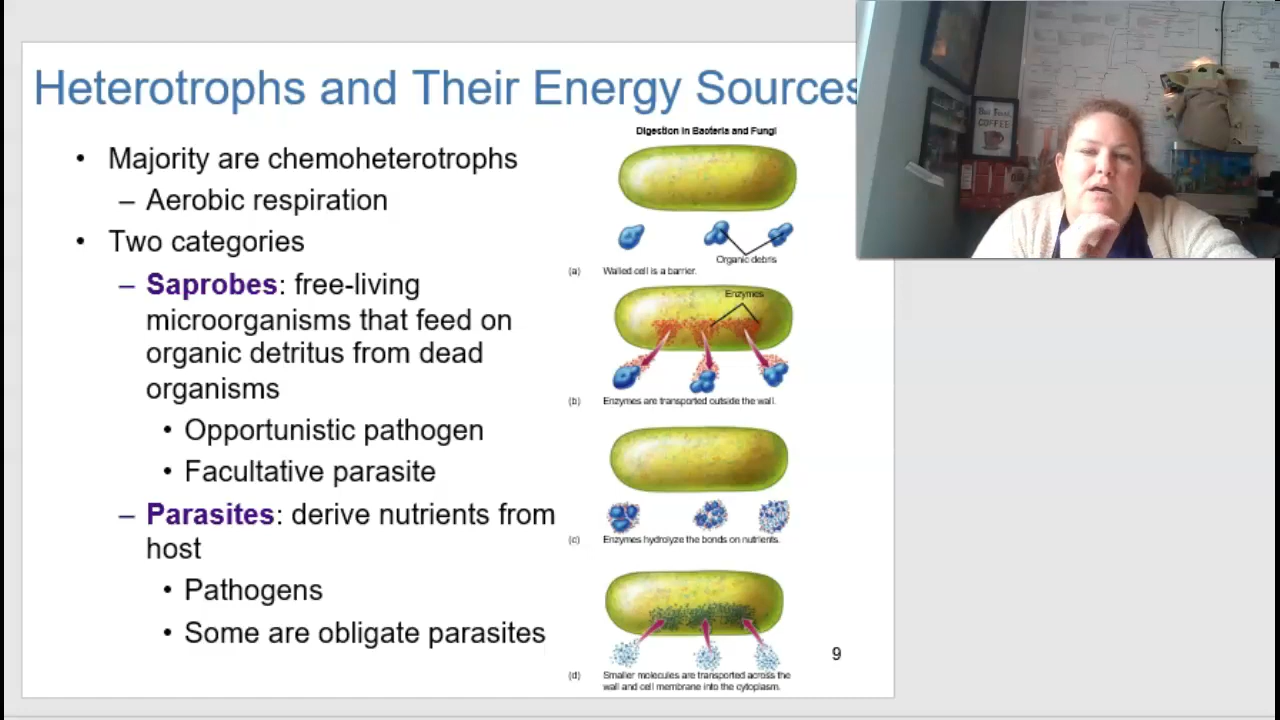 Heterotrophs and Their Energy Sources
• Majority are chemoheterotrophs
– Aerobic respiration
• Two categories
– Saprobes: free-living
microorganisms that feed on
organic detritus from dead
organisms
• Opportunistic pathogen
• Facultative parasite
– Parasites: derive nutrients from
host
• Pathogens
• Some are obligate parasites
Digestion in Bacteria and Fungi
Organic debris
(a) Walled cell is a barrier.
Enzymes
(b) Enzymes are transported outside the wall.
(c) Enzymes hydrolyze the bonds on nutrients.
(d) Smaller molecules are transported across the
wall and cell membrane into the cytoplasm.
9
COFFEE